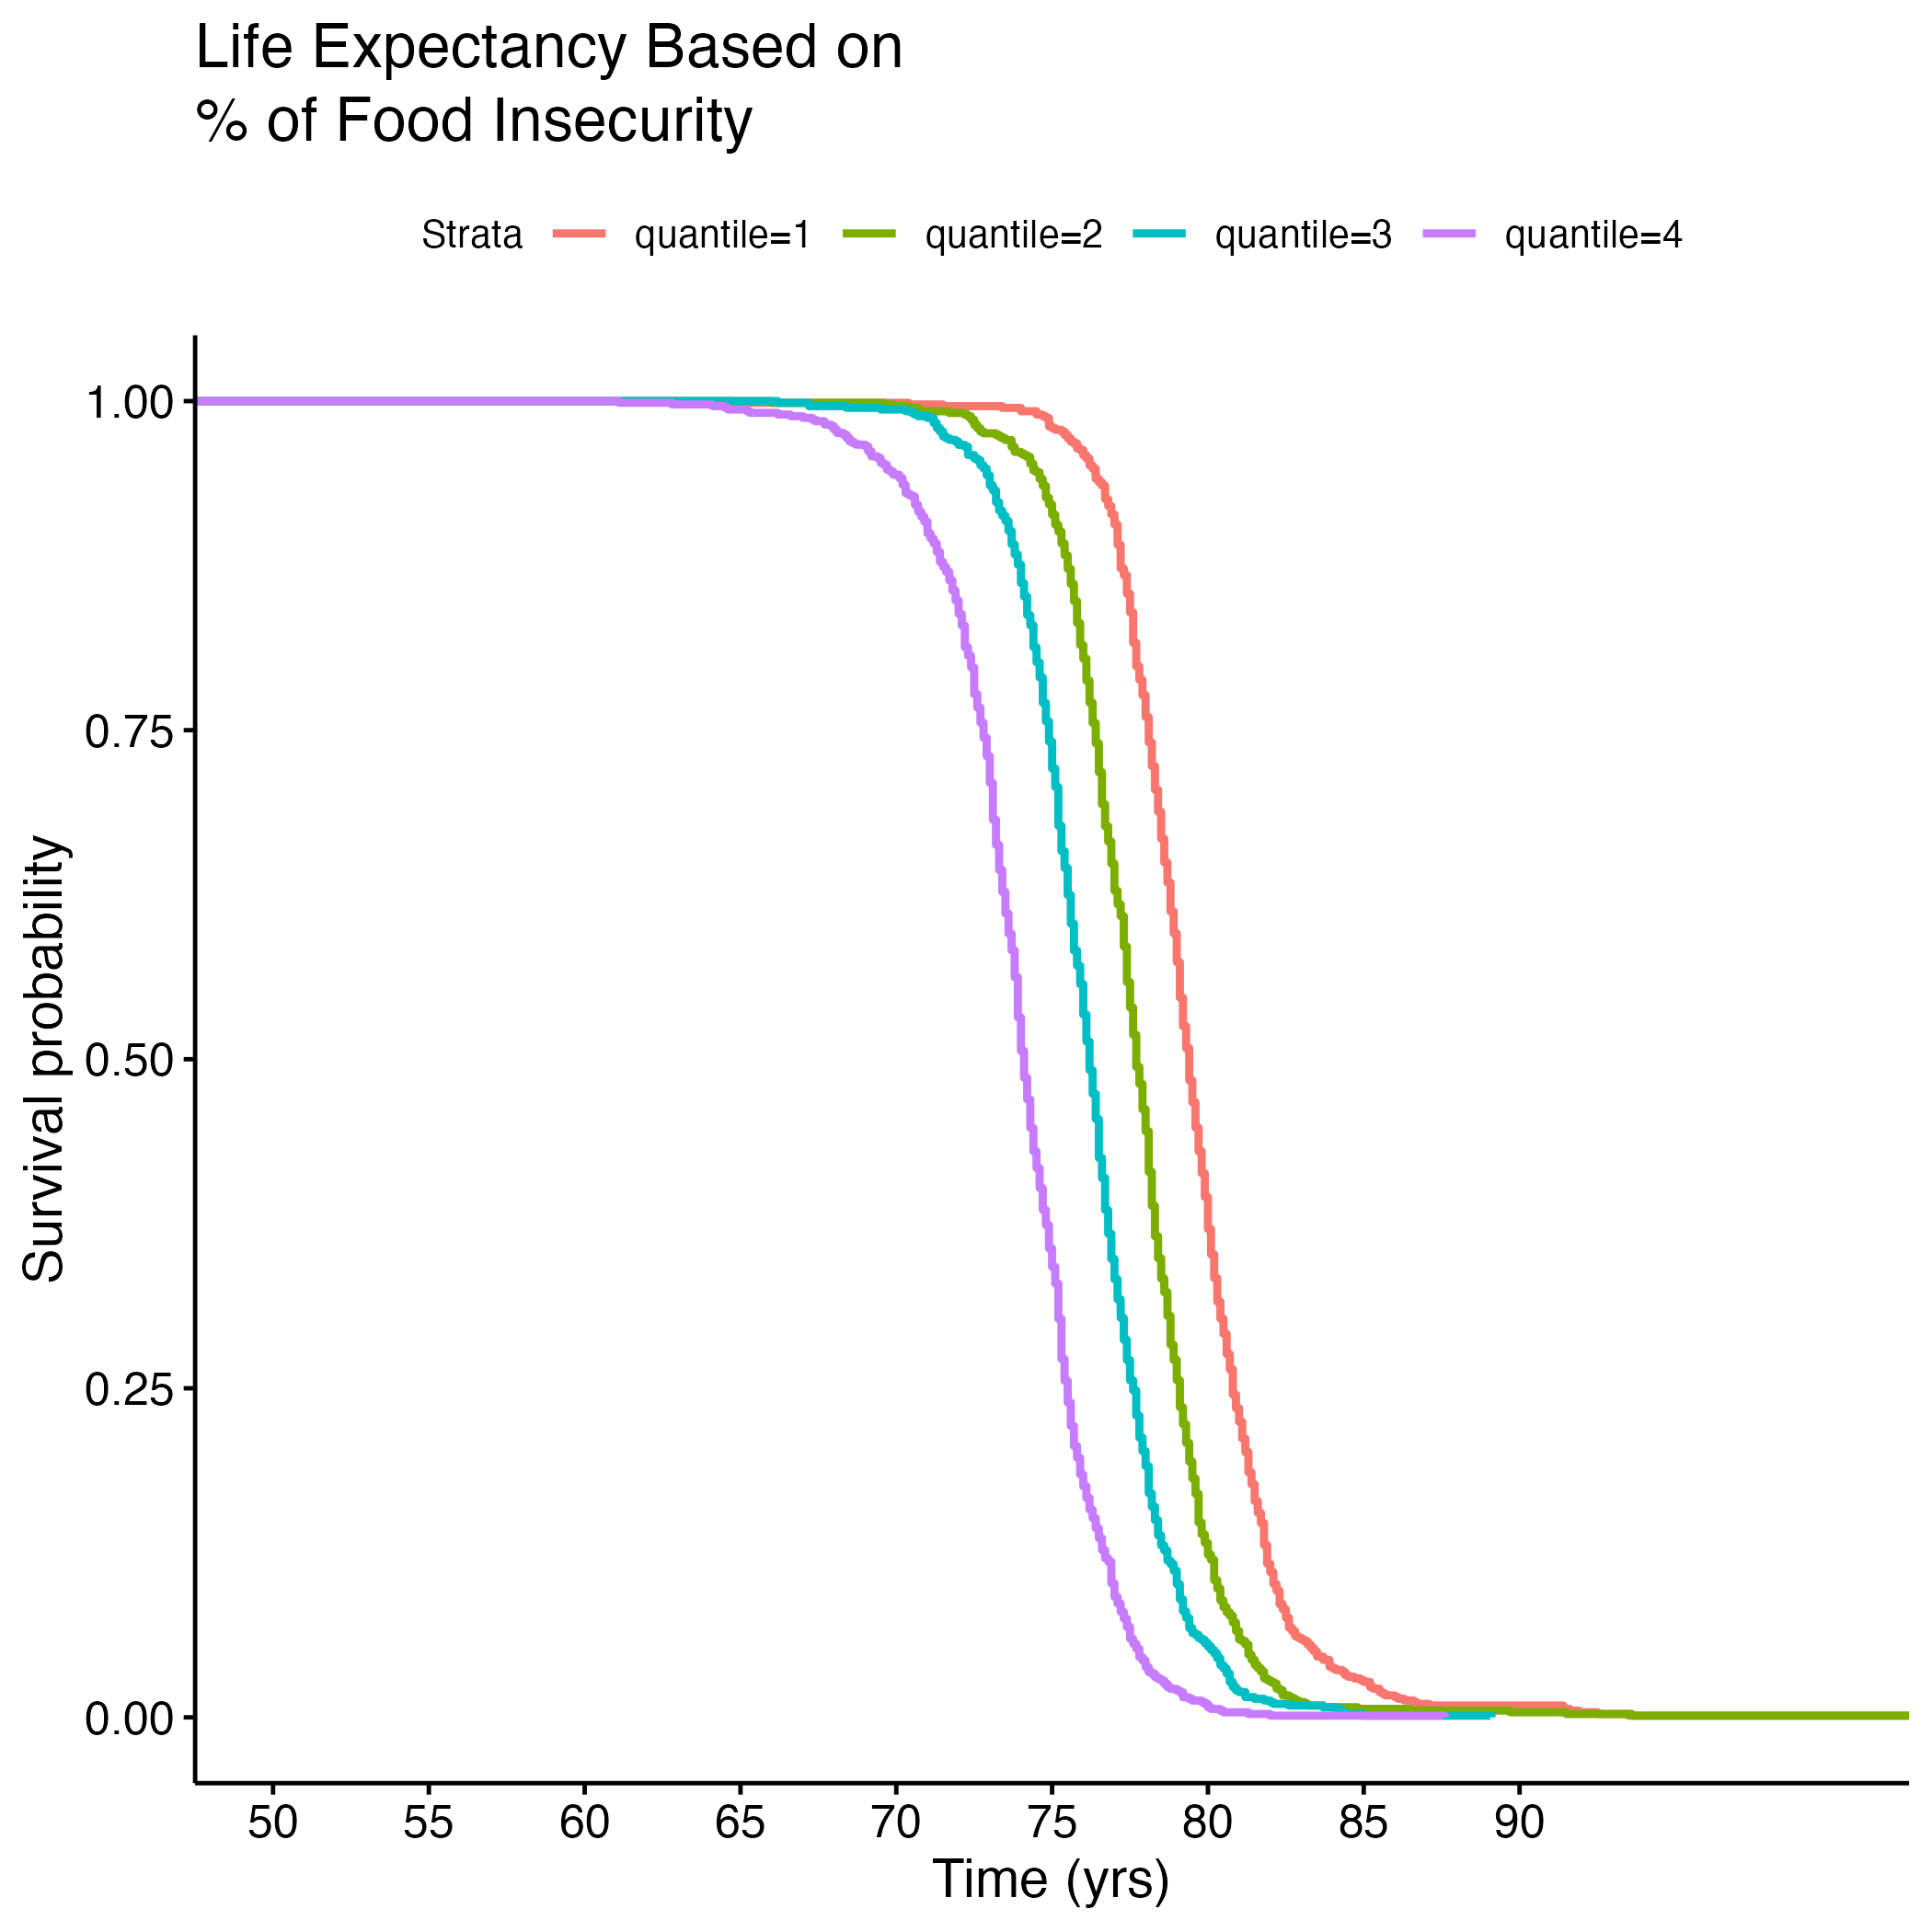 Life Expectancy Based on
% of Food Insecurity
Strata quantile=1 quantile=2 quantile=3 quantile=4
1.00
0.75
0.50
0.25
0.00
Survival probability
50 55 60 65 70 75 80 85 90
Time (yrs)